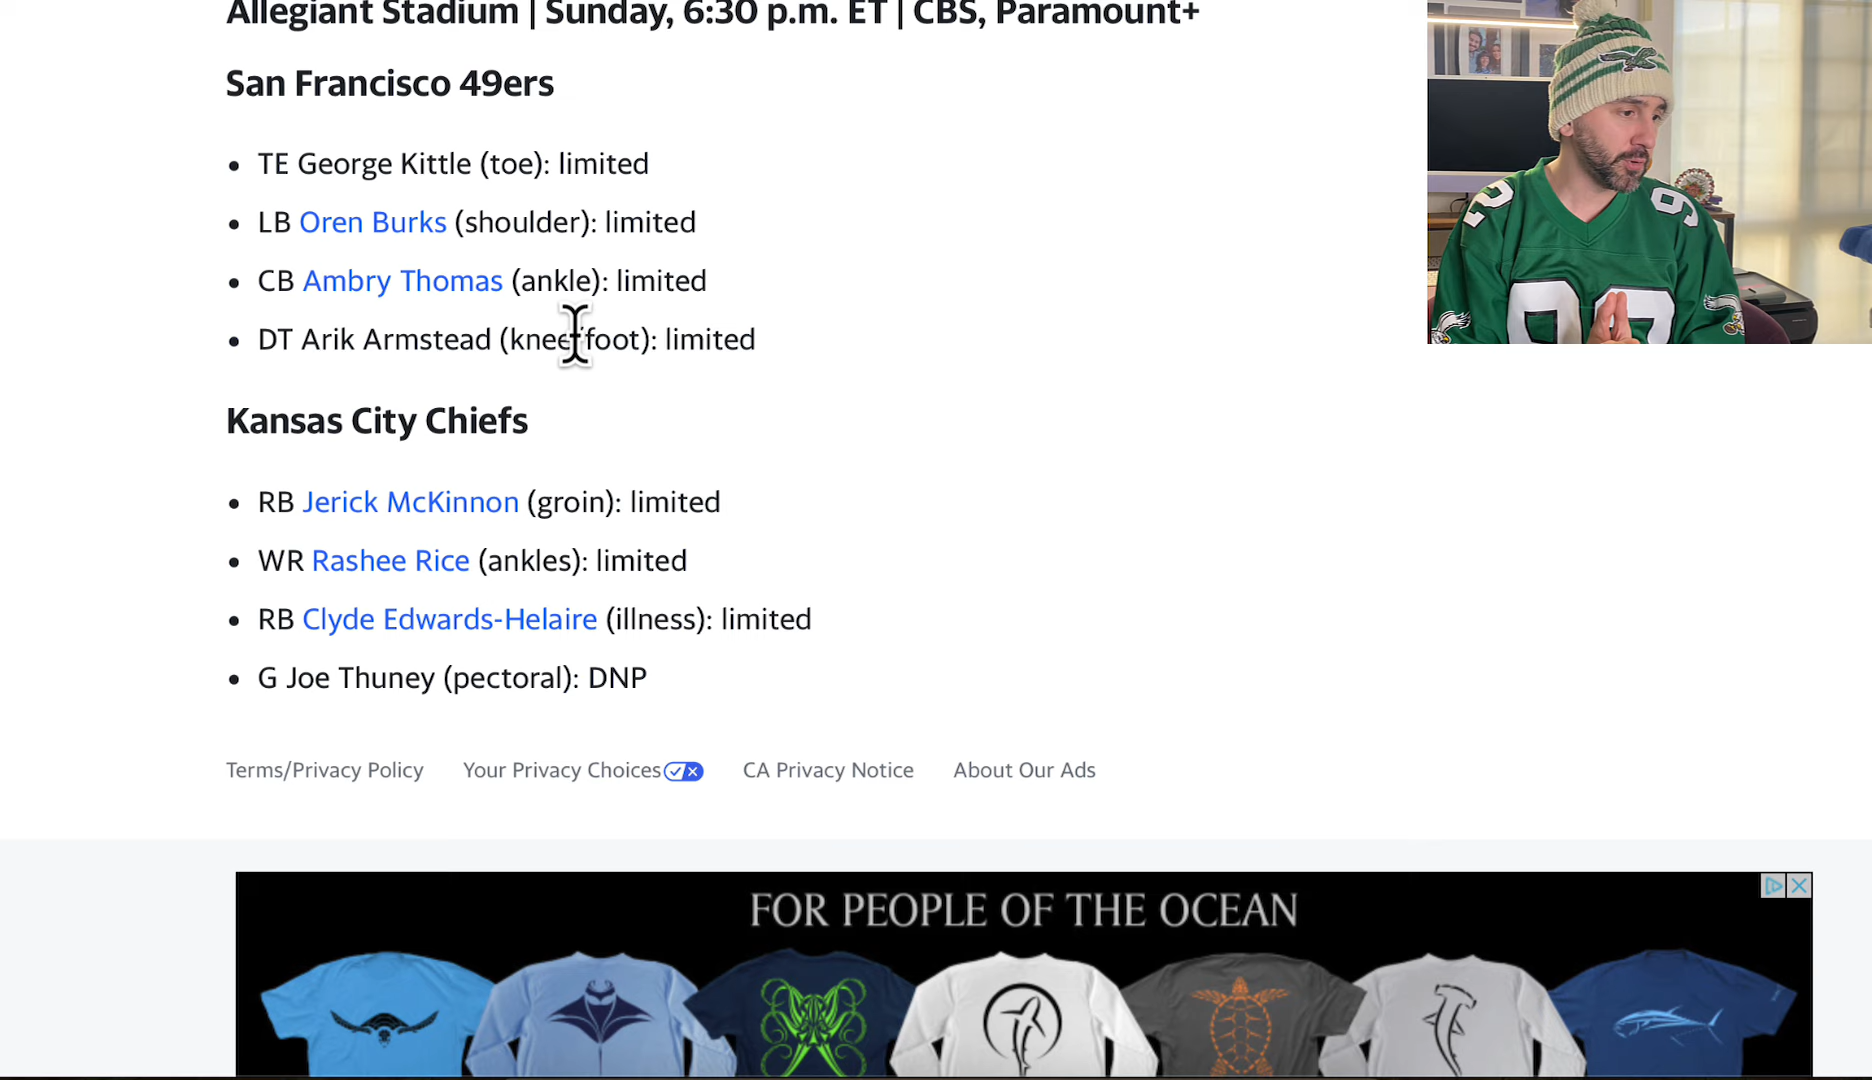 Allegiant Stadium | Sunday, 6:30 p.m. ET | CBS, Paramount+
San Francisco 49ers
• TE George Kittle (toe): limited
• LB Oren Burks (shoulder): limited
• CB Ambry Thomas (ankle): limited
• DT Arik Armstead (knee/foot): limited
Kansas City Chiefs
• RB Jerick McKinnon (groin): limited
• WR Rashee Rice (ankles): limited
• RB Clyde Edwards-Helaire (illness): limited
• G Joe Thuney (pectoral): DNP
Terms/Privacy Policy Your Privacy Choices CA Privacy Notice About Our Ads
FOR PEOPLE OF THE OCEAN
2 9
92